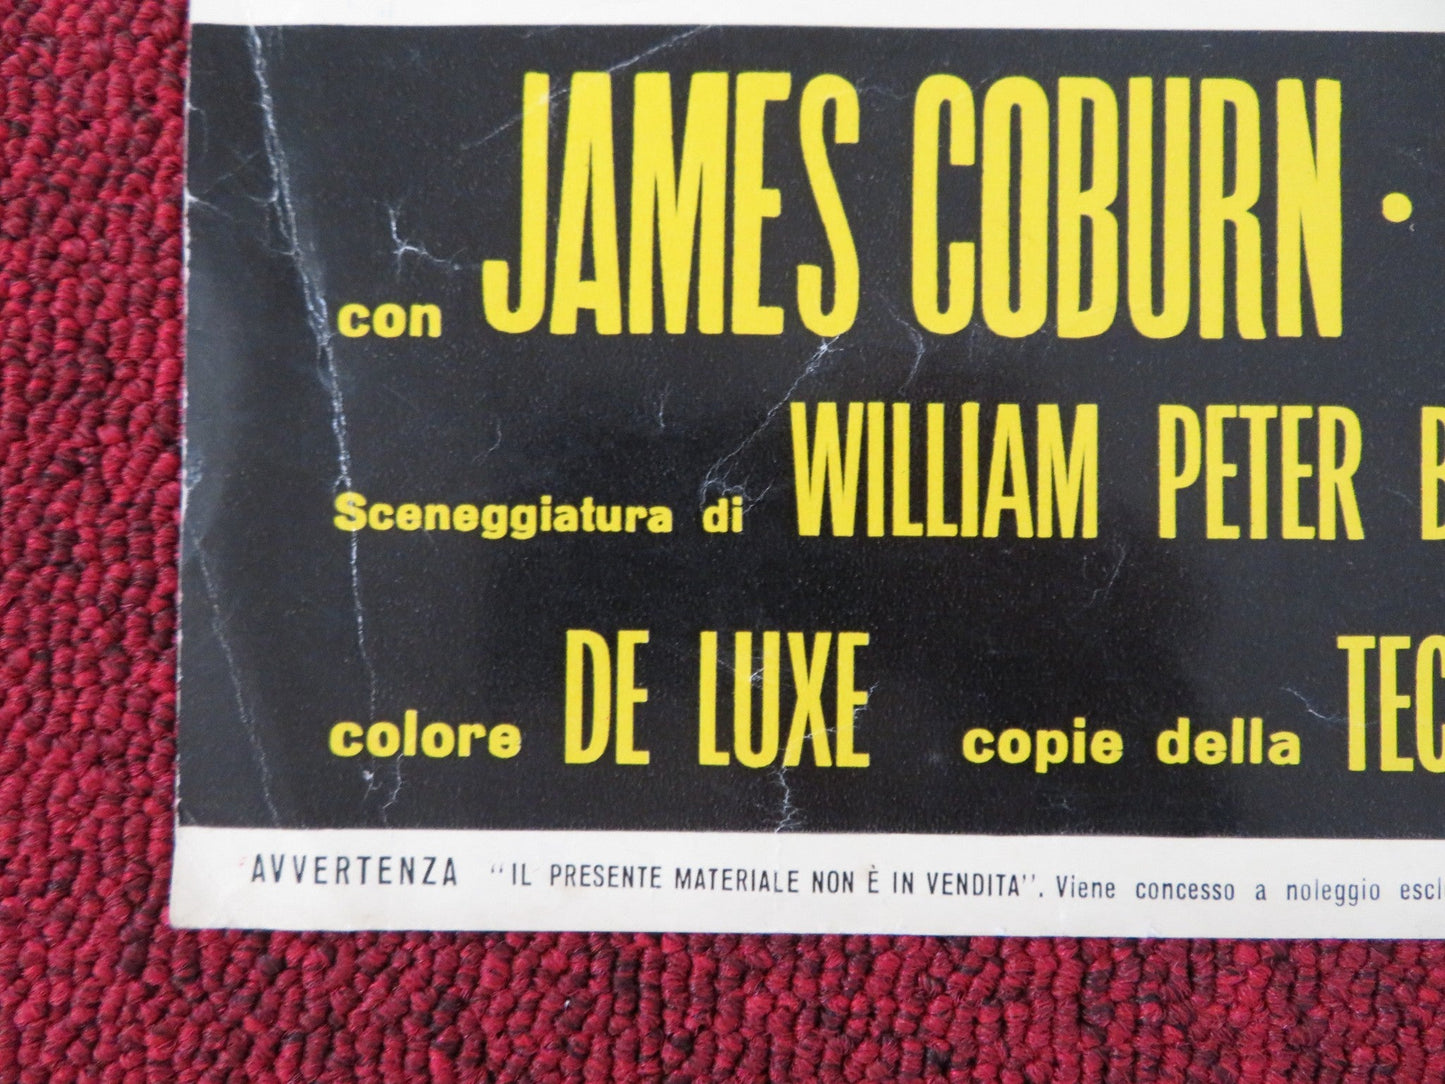 con JAMES COBURN ·
Sceneggiatura di WILLIAM PETER
colore DE LUXE copie della
AVVERTENZA "IL PRESENTE MATERIALE NON È IN VENDITA". Viene concesso a noleggio